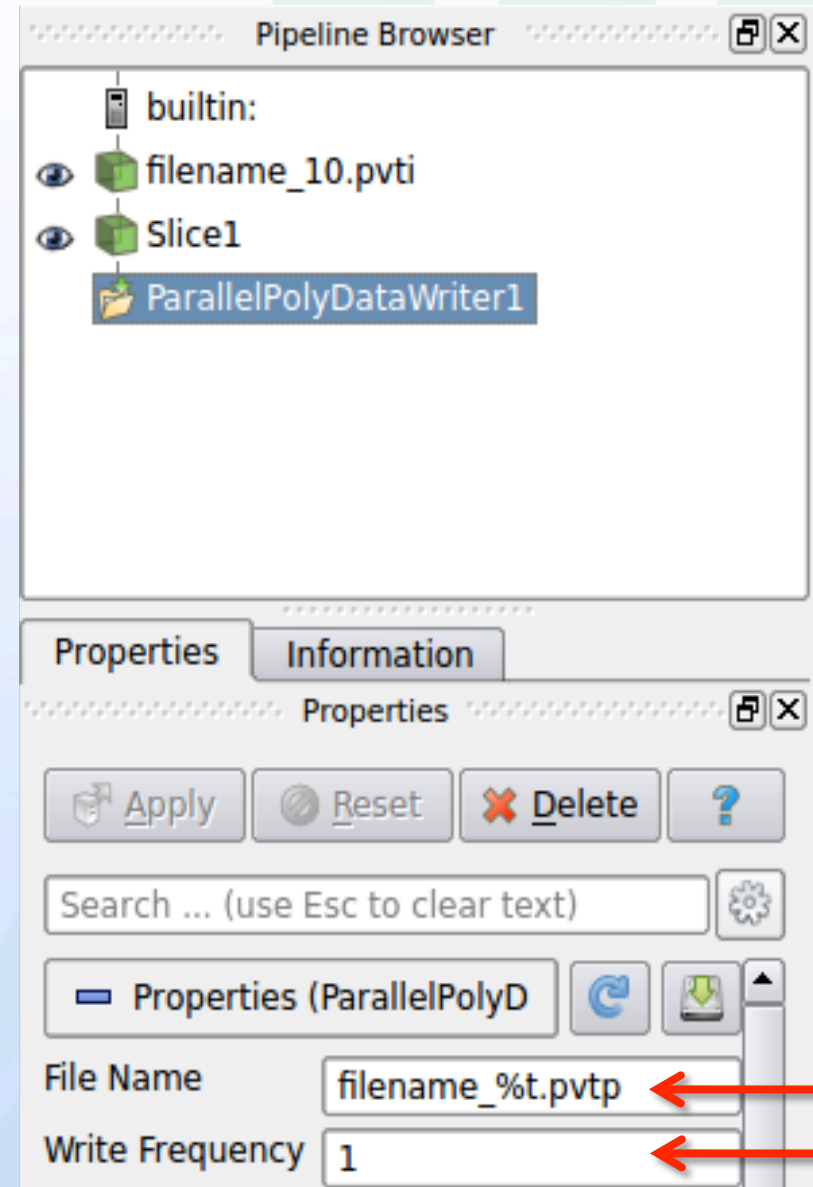 Pipeline Browser
builtin:
filename_10.pvti
Slice1
ParallelPolyDataWriter1
Properties Information
Properties
Apply Reset Delete ?
Search ... (use Esc to clear text)
Properties (ParallelPolyD
File Name filename_%t.pvtp
Write Frequency 1